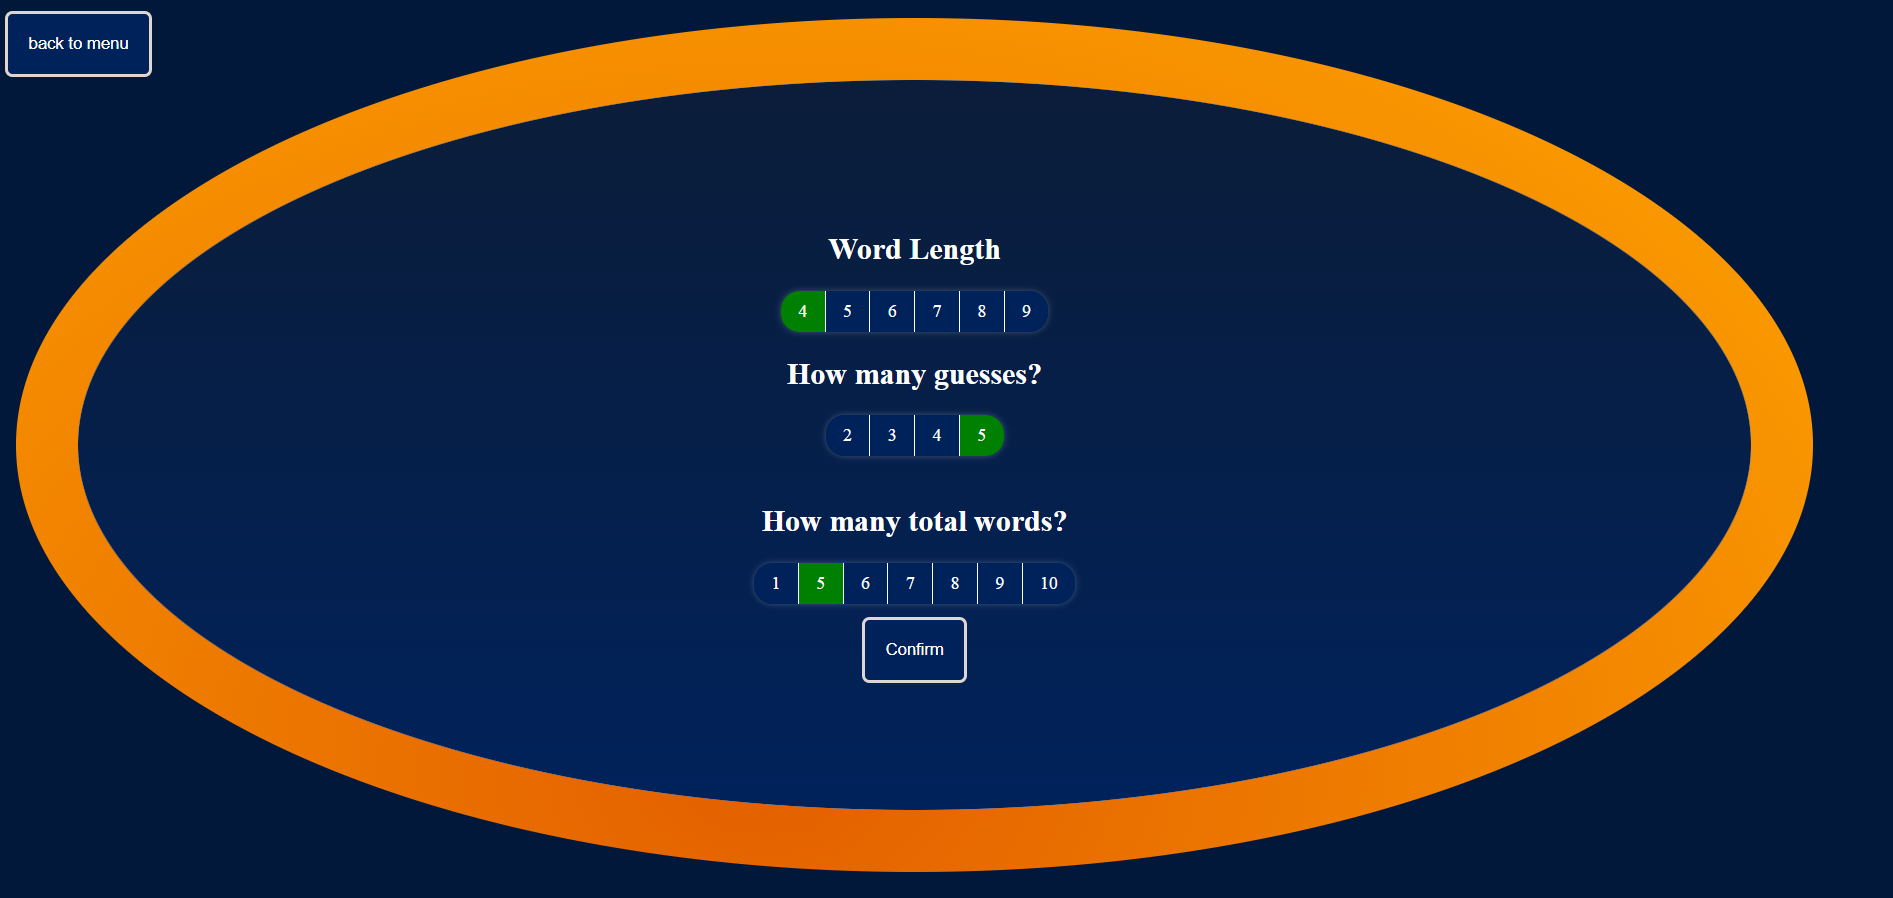 back to menu
Word Length
4 5 6 7 8 9
How many guesses?
2 3 4 5
How many total words?
1 5 6 7 8 9 10
Confirm